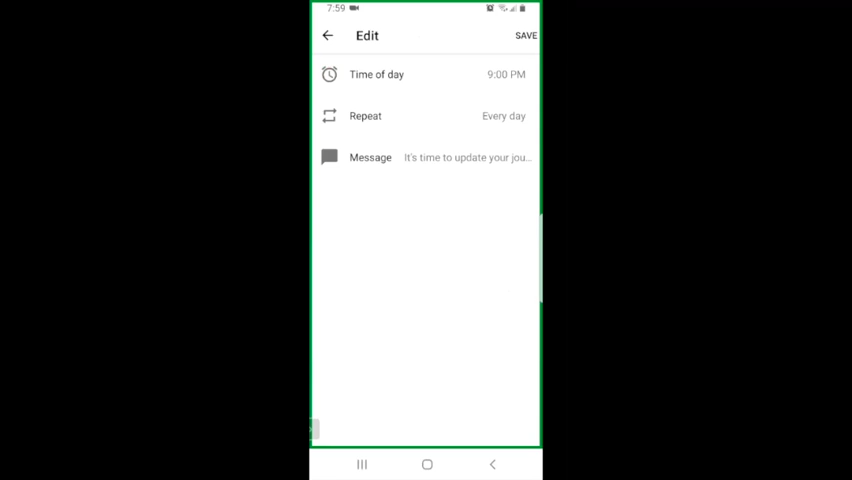 7:59
Edit
SAVE
Time of day 9:00 PM
Repeat Every day
Message It's time to update your jou...